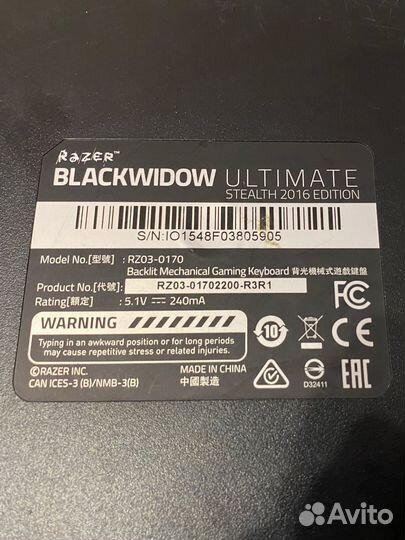 RAZER™
BLACKWIDOW ULTIMATE
STEALTH 2016 EDITION
S/N:IO1548F03805905
Model No.[型號] : RZ03-0170
Backlit Mechanical Gaming Keyboard 背光機械式遊戲鍵盤
Product No.[代號]: RZ03-01702200-R3R1
Rating[額定] : 5.1V ⎓ 240mA
FC
WARNING
Typing in an awkward position or for long periods
may cause repetitive stress or other injuries.
10
CE
©RAZER INC.
CAN ICES-3 (B)/NMB-3(B)
MADE IN CHINA
中國製造
D32411
EAC
Avito